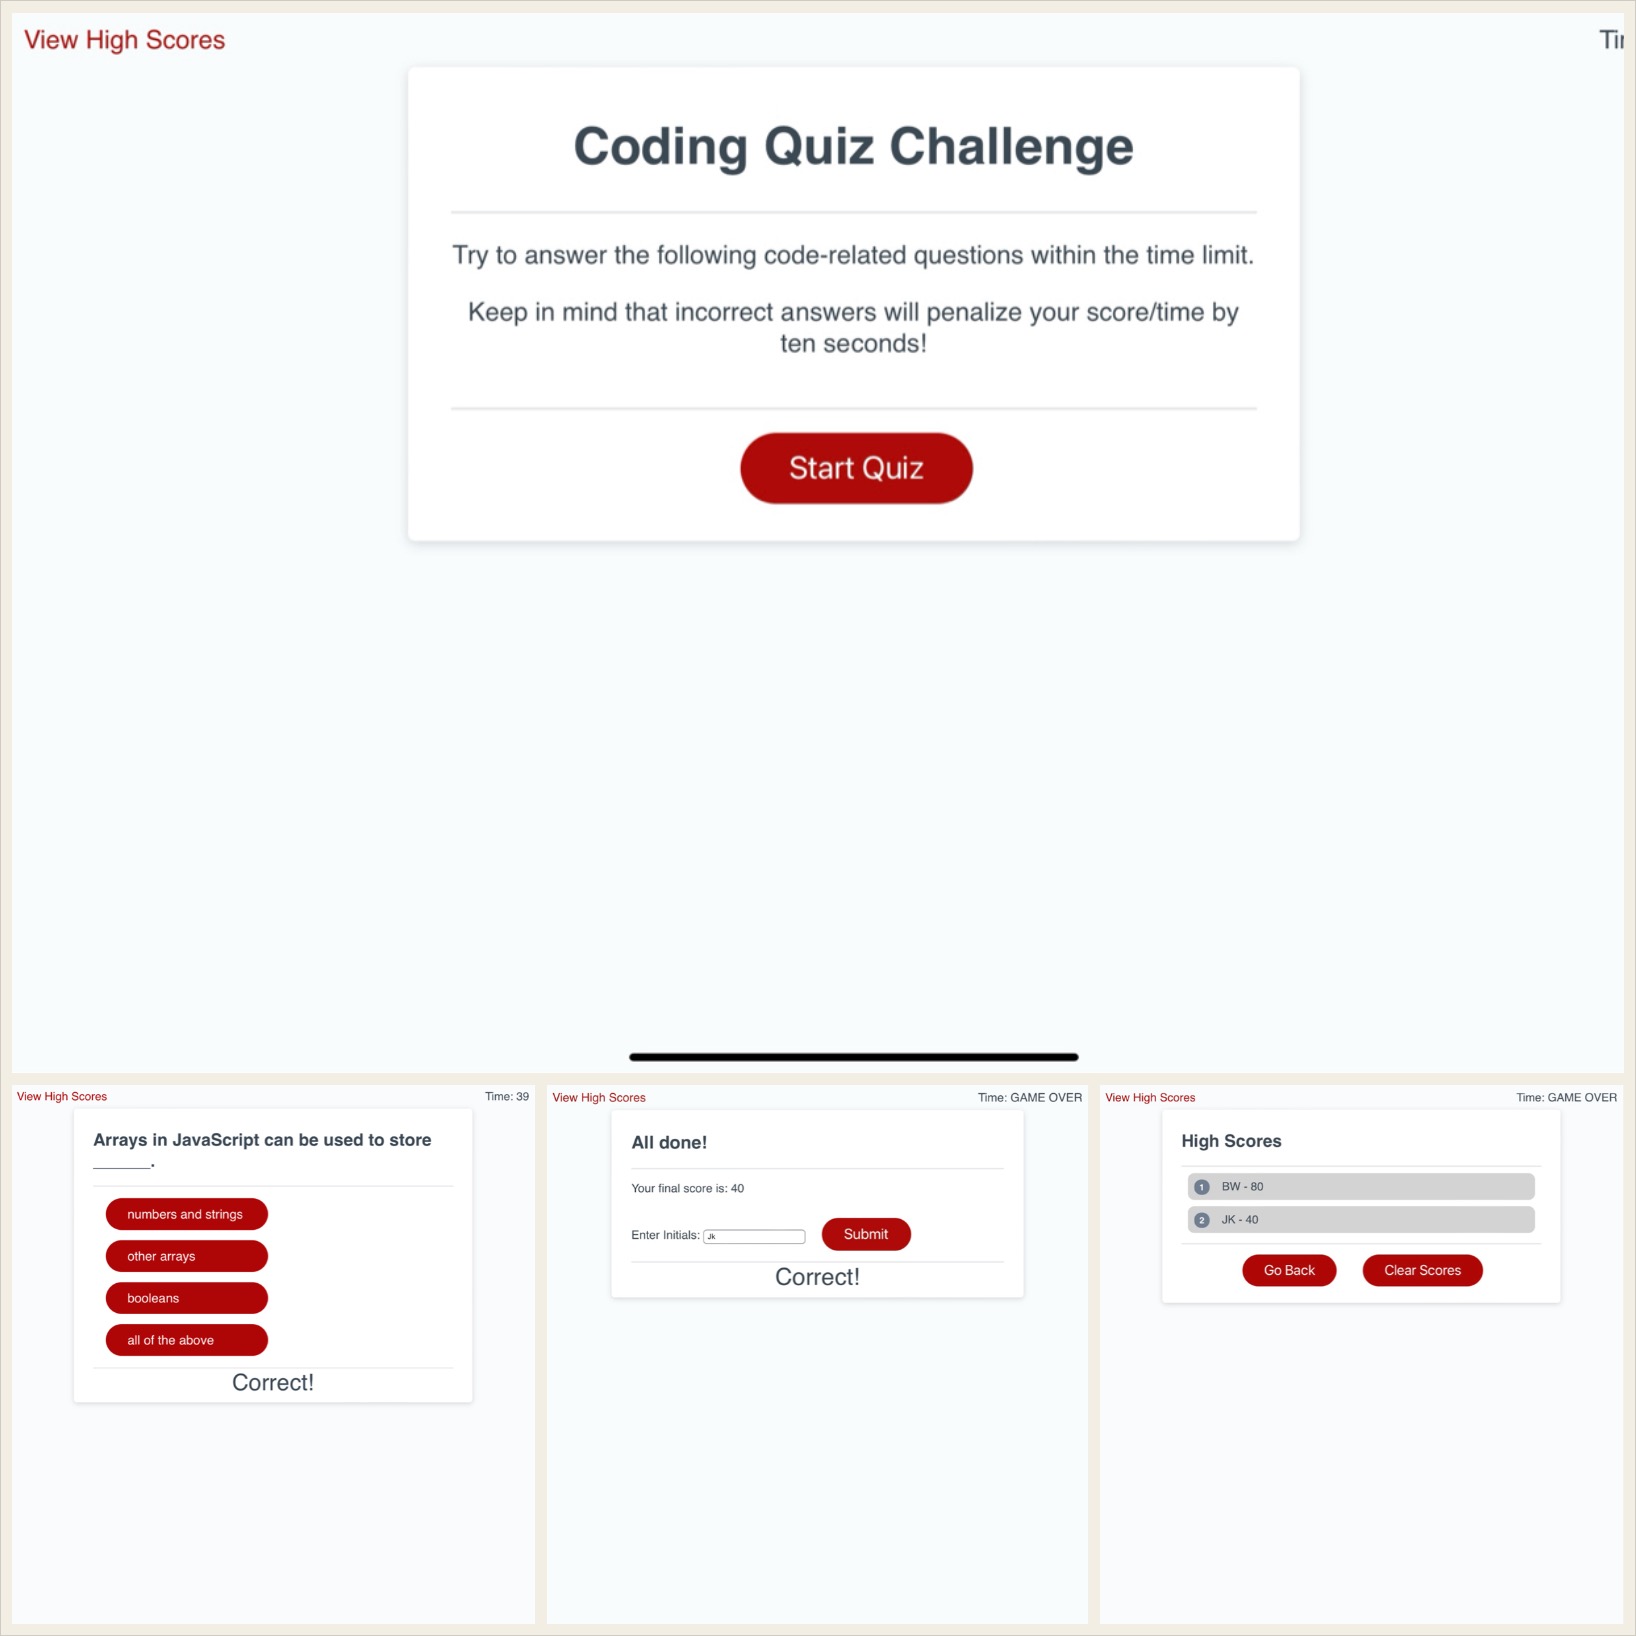 View High Scores
Coding Quiz Challenge
Try to answer the following code-related questions within the time limit.
Keep in mind that incorrect answers will penalize your score/time by
ten seconds!
Start Quiz
View High Scores
Time: 39
Arrays in JavaScript can be used to store
______.
numbers and strings
other arrays
booleans
all of the above
Correct!
View High Scores
Time: GAME OVER
All done!
Your final score is: 40
Enter Initials: Jk
Submit
Correct!
View High Scores
Time: GAME OVER
High Scores
1 BW - 80
2 JK - 40
Go Back
Clear Scores